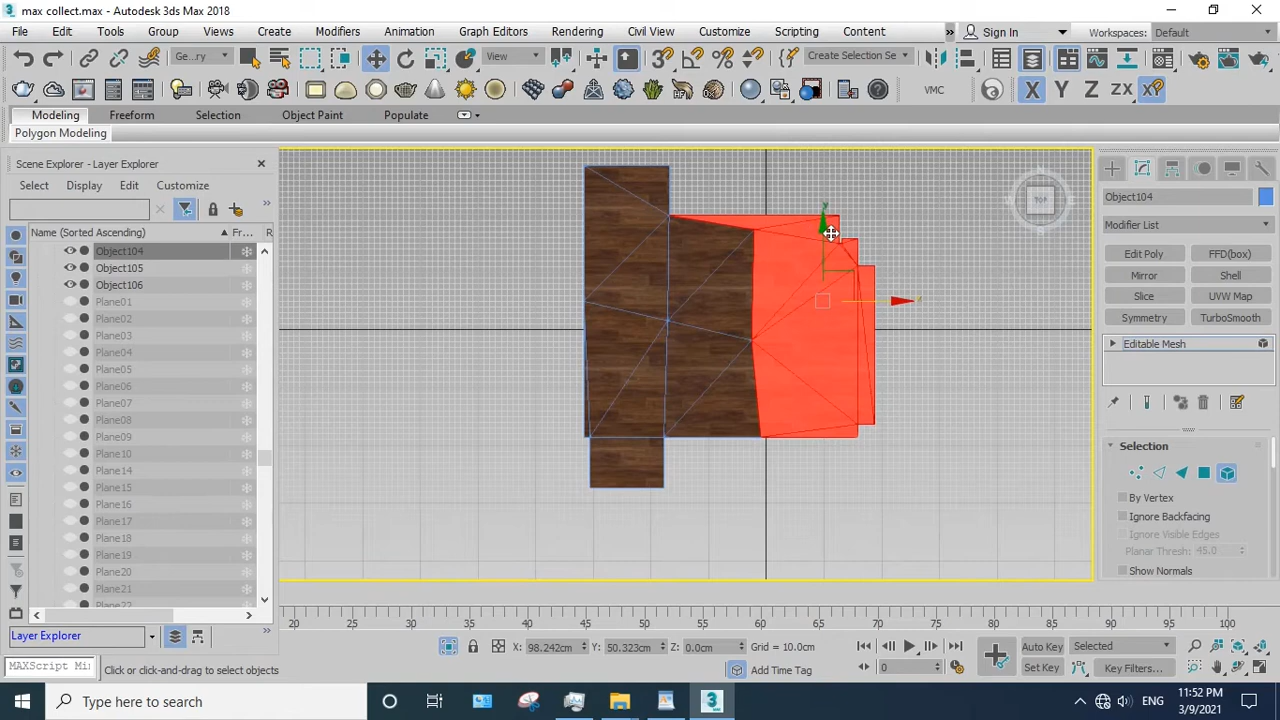 max collect.max - Autodesk 3ds Max 2018
File Edit Tools Group Views Create Modifiers Animation Graph Editors Rendering Civil View Customize Scripting Content » Sign In Workspaces: Default
Ge...ry View Create Selection Se
VMC X Y Z ZX XP
Modeling Freeform Selection Object Paint Populate
Polygon Modeling
Scene Explorer - Layer Explorer
Select Display Edit Customize
Name (Sorted Ascending) ▲ Fr... R
Object104
Object105
Object106
Plane01
Plane02
Plane03
Plane04
Plane05
Plane06
Plane07
Plane08
Plane09
Plane10
Plane14
Plane15
Plane16
Plane17
Plane18
Plane19
Plane20
Plane21
Plane22
Layer Explorer
y
TOP
W
Object104
Modifier List
Edit Poly FFD(box)
Mirror Shell
Slice UVW Map
Symmetry TurboSmooth
Editable Mesh
Selection
By Vertex
Ignore Backfacing
Ignore Visible Edges
Planar Thresh: 45.0
Show Normals
20 25 30 35 40 45 50 55 60 65 70 75 80 85 90 95 100
X: 98.242cm Y: 50.323cm Z: 0.0cm Grid = 10.0cm
Auto Key Selected
MAXScript Mi
Click or click-and-drag to select objects
Add Time Tag
0
Set Key Key Filters...
Type here to search
ENG
11:52 PM
3/9/2021